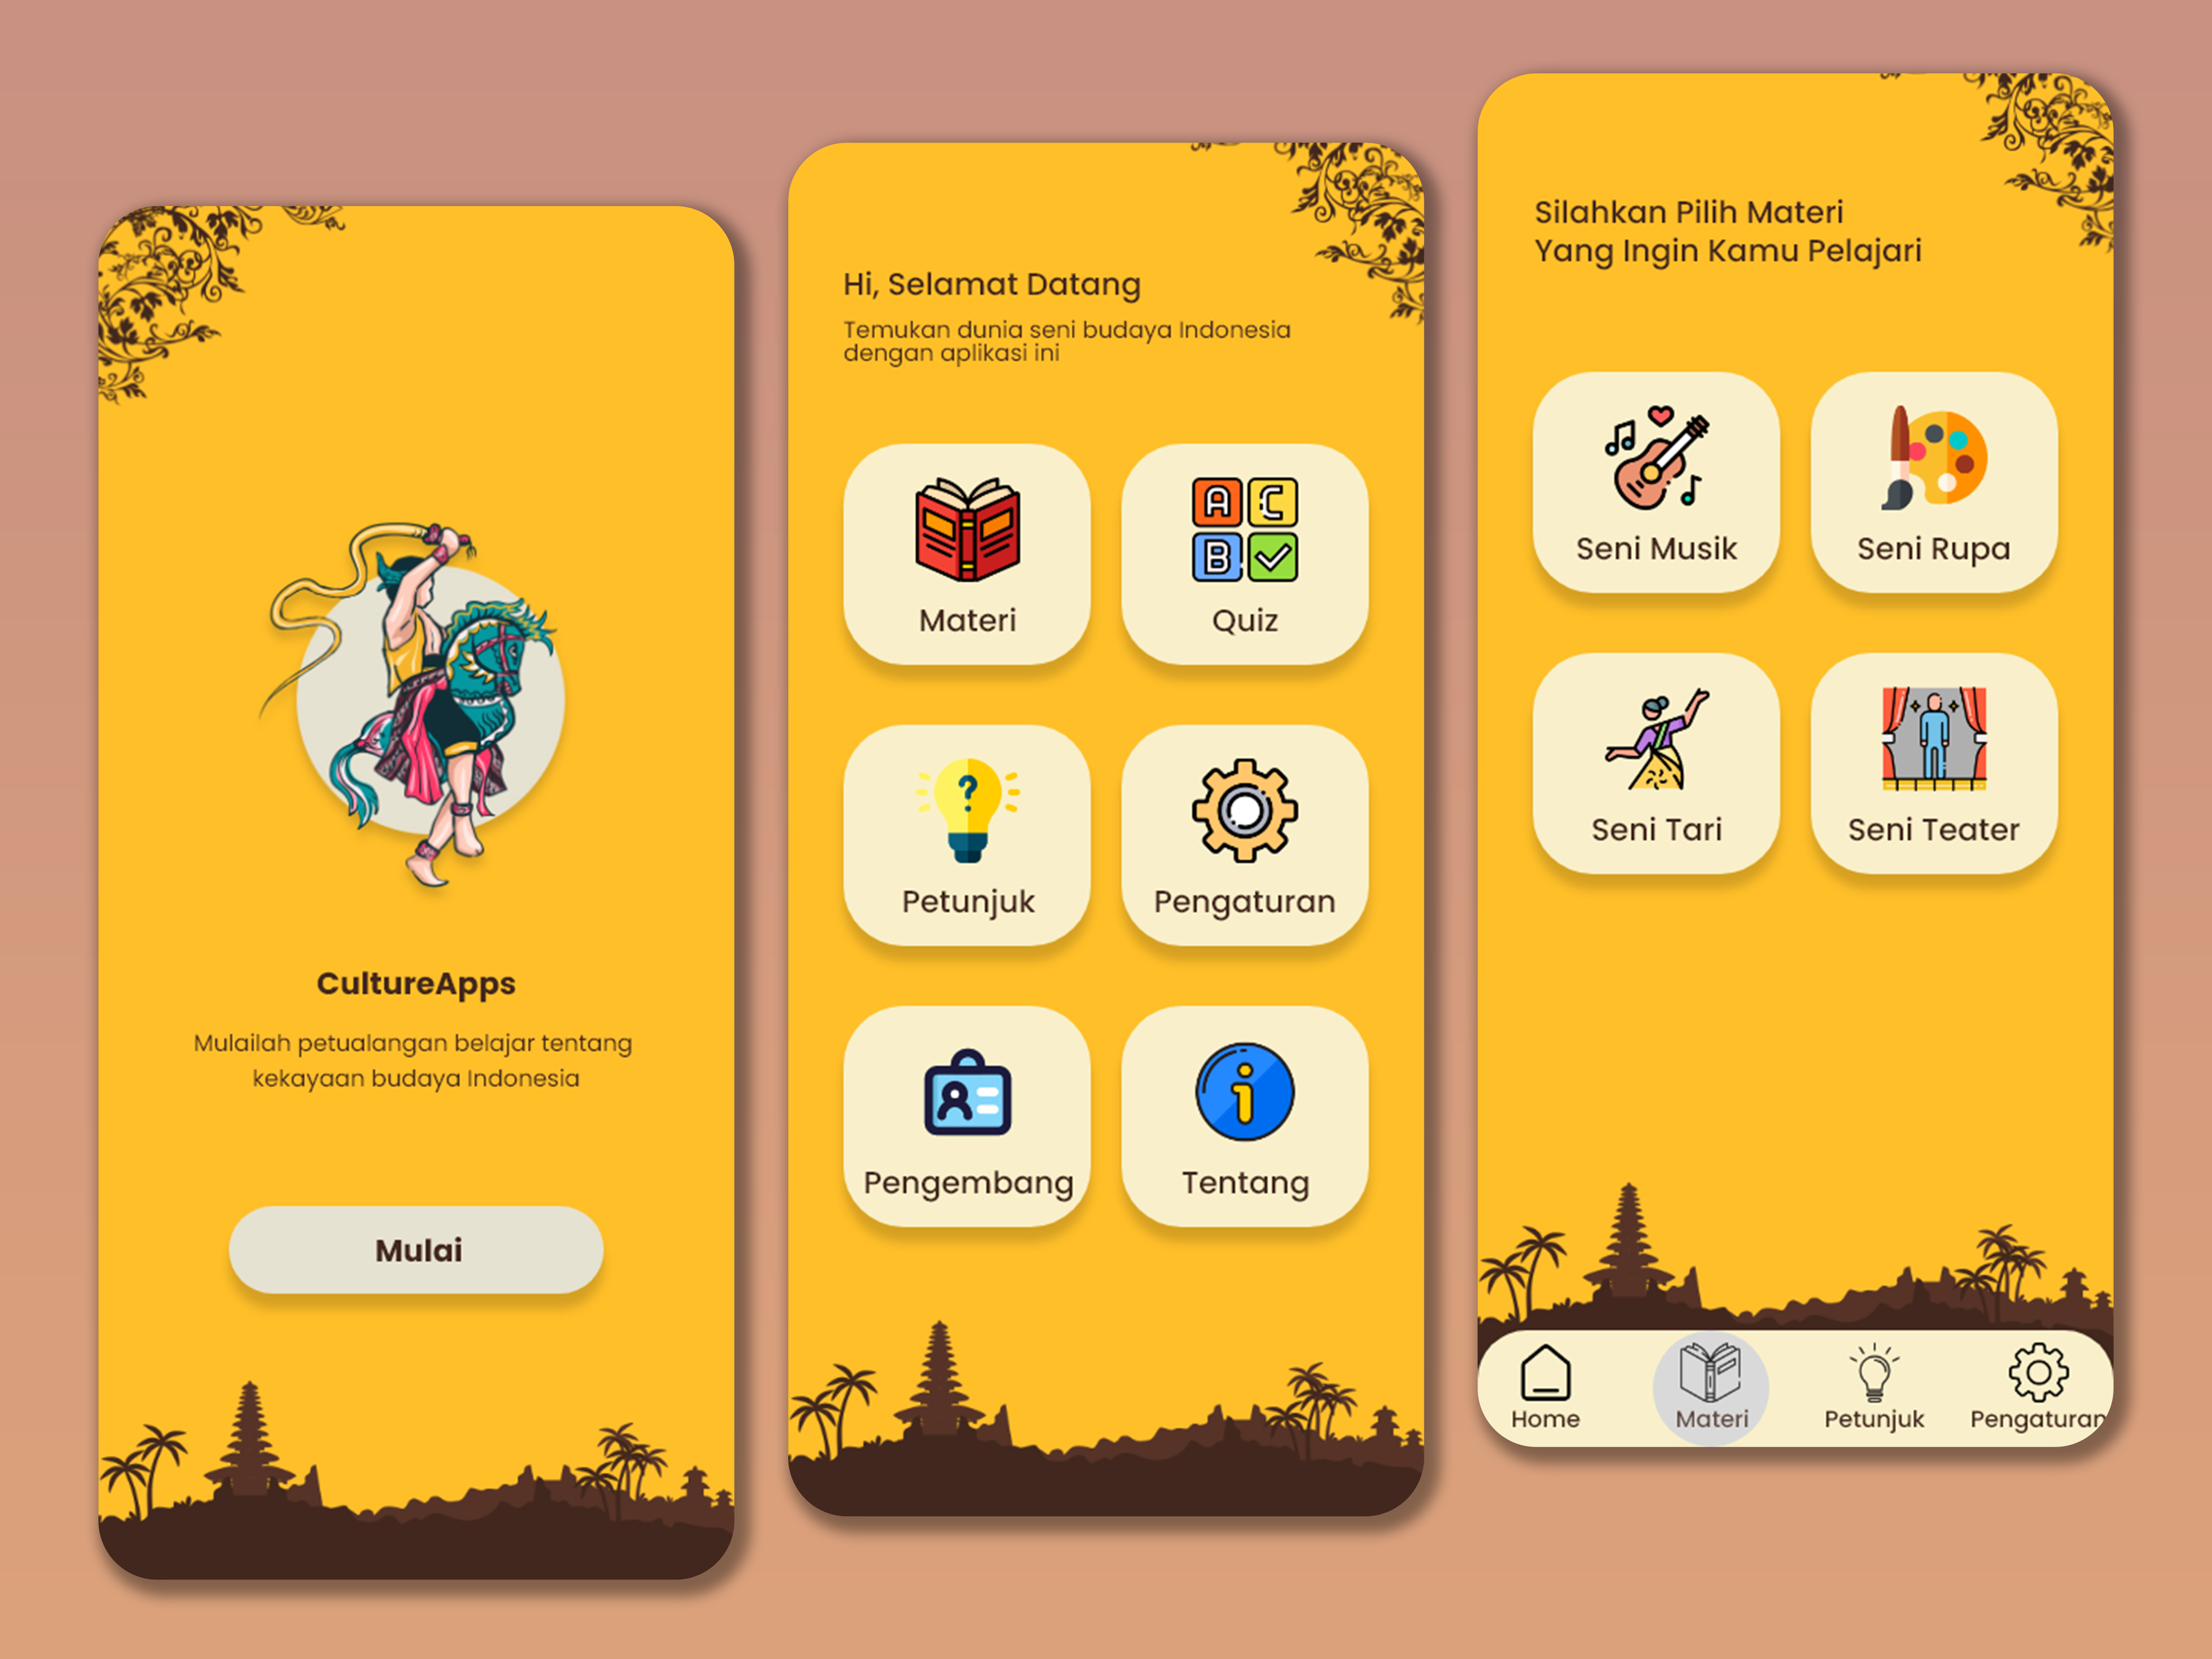 CultureApps
Mulailah petualangan belajar tentang
kekayaan budaya Indonesia
Mulai
Hi, Selamat Datang
Temukan dunia seni budaya Indonesia
dengan aplikasi ini
A C
B
Materi
Quiz
?
Petunjuk
Pengaturan
i
Pengembang
Tentang
Silahkan Pilih Materi
Yang Ingin Kamu Pelajari
Seni Musik
Seni Rupa
Seni Tari
Seni Teater
Home
Materi
Petunjuk
Pengaturan